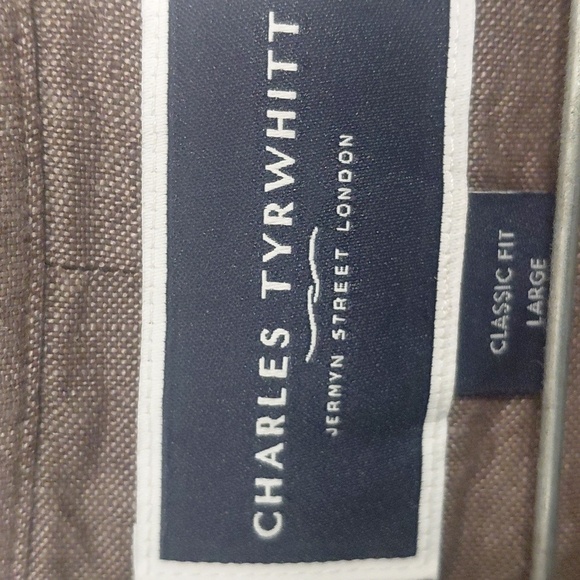 CHARLES TYRWHITT
JERMYN STREET LONDON
CLASSIC FIT
LARGE